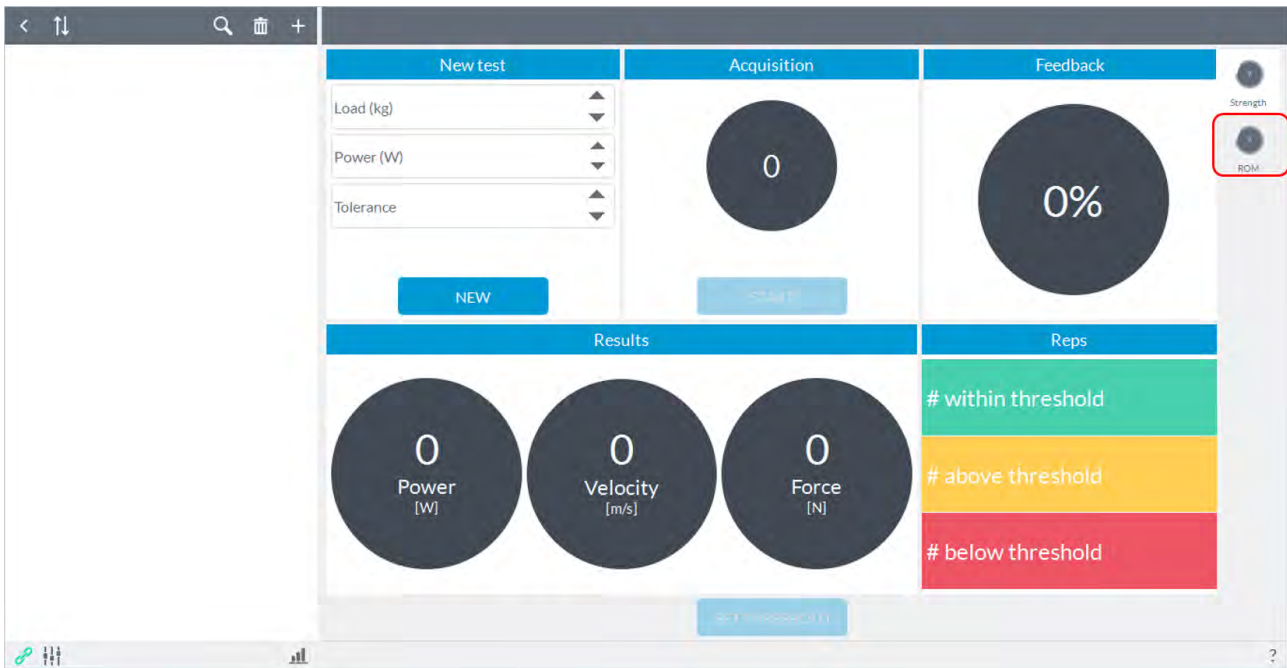 New test
Acquisition
Feedback
Load (kg)
Power (W)
Tolerance
0
0%
Strength
ROM
NEW
START
Results
Reps
0
Power
[W]
0
Velocity
[m/s]
0
Force
[N]
# within threshold
# above threshold
# below threshold
?